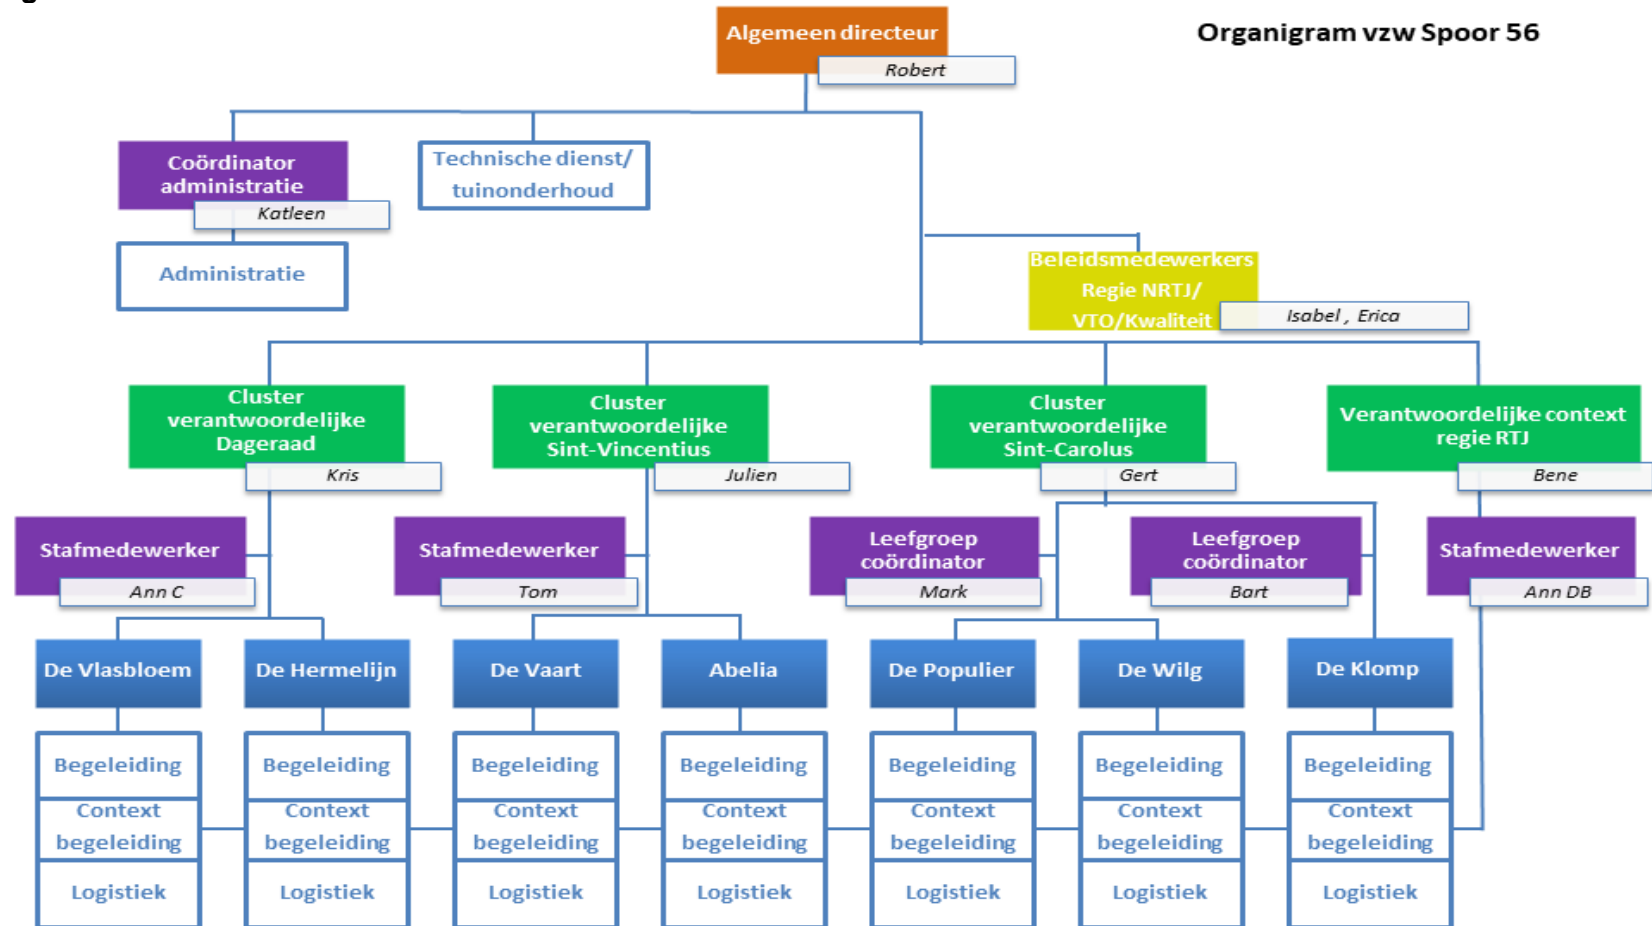 Organigram vzw Spoor 56
Algemeen directeur
Robert
Coördinator
administratie
Katleen
Technische dienst/
tuinonderhoud
Administratie
Beleidsmedewerkers
Regie NRTJ/
VTO/Kwaliteit
Isabel , Erica
Cluster
verantwoordelijke
Dageraad
Kris
Cluster
verantwoordelijke
Sint-Vincentius
Julien
Cluster
verantwoordelijke
Sint-Carolus
Gert
Verantwoordelijke context
regie RTJ
Bene
Stafmedewerker
Ann C
Stafmedewerker
Tom
Leefgroep
coördinator
Mark
Leefgroep
coördinator
Bart
Stafmedewerker
Ann DB
De Vlasbloem
De Hermelijn
De Vaart
Abelia
De Populier
De Wilg
De Klomp
Begeleiding
Begeleiding
Begeleiding
Begeleiding
Begeleiding
Begeleiding
Begeleiding
Context
begeleiding
Context
begeleiding
Context
begeleiding
Context
begeleiding
Context
begeleiding
Context
begeleiding
Context
begeleiding
Logistiek
Logistiek
Logistiek
Logistiek
Logistiek
Logistiek
Logistiek